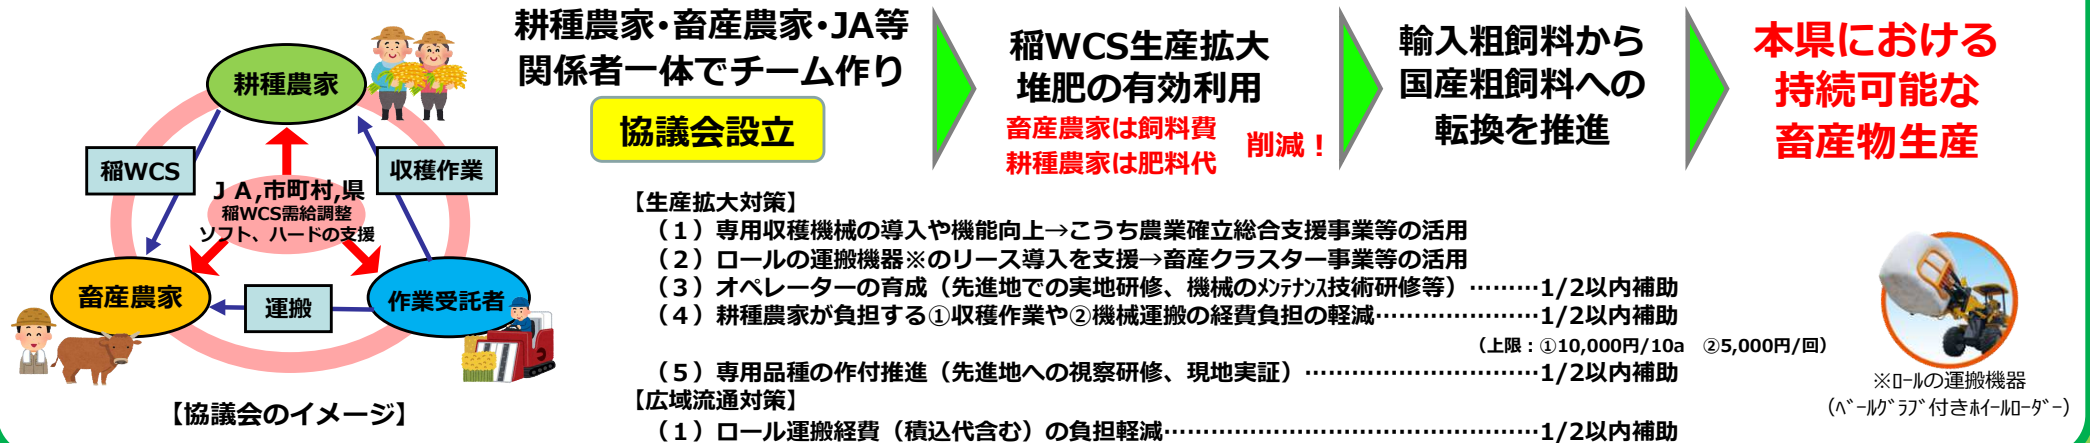 耕種農家
稲WCS
収穫作業
ＪＡ,市町村,県
稲WCS需給調整
ソフト、ハードの支援
畜産農家
運搬
作業受託者
【協議会のイメージ】
耕種農家・畜産農家・JA等
関係者一体でチーム作り
協議会設立
稲WCS生産拡大
堆肥の有効利用
畜産農家は飼料費
耕種農家は肥料代
削減！
輸入粗飼料から
国産粗飼料への
転換を推進
本県における
持続可能な
畜産物生産
【生産拡大対策】
（１）専用収穫機械の導入や機能向上→こうち農業確立総合支援事業等の活用
（２）ロールの運搬機器※のリース導入を支援→畜産クラスター事業等の活用
（３）オペレーターの育成（先進地での実地研修、機械のﾒﾝﾃﾅﾝｽ技術研修等）………1/2以内補助
（４）耕種農家が負担する①収穫作業や②機械運搬の経費負担の軽減…………………1/2以内補助
（上限：①10,000円/10a　②5,000円/回）
（５）専用品種の作付推進（先進地への視察研修、現地実証）…………………………1/2以内補助
【広域流通対策】
（１）ロール運搬経費（積込代含む）の負担軽減……………………………………………1/2以内補助
※ﾛｰﾙの運搬機器
（ﾍﾞｰﾙｸﾞﾗﾌﾞ付きﾎｲｰﾙﾛｰﾀﾞｰ）